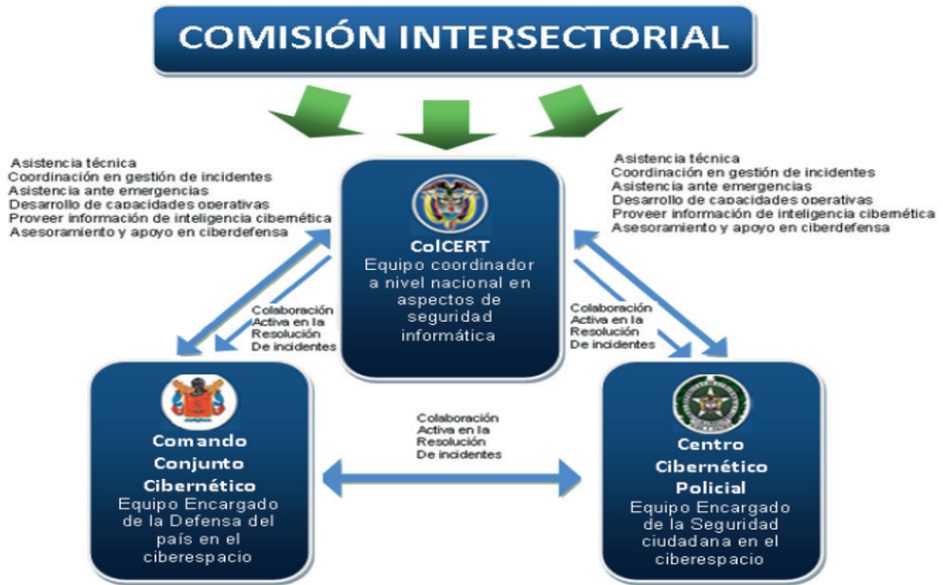 COMISIÓN INTERSECTORIAL
Asistencia técnica
Coordinación en gestión de incidentes
Asistencia ante emergencias
Desarrollo de capacidades operativas
Proveer información de inteligencia cibernética
Asesoramiento y apoyo en ciberdefensa
ColCERT
Equipo coordinador
a nivel nacional en
aspectos de
seguridad
informática
Asistencia técnica
Coordinación en gestión de incidentes
Asistencia ante emergencias
Desarrollo de capacidades operativas
Proveer información de inteligencia cibernética
Asesoramiento y apoyo en ciberdefensa
Colaboración
Activa en la
Resolución
De incidentes
Colaboración
Activa en la
Resolución
De incidentes
Comando
Conjunto
Cibernético
Equipo Encargado
de la Defensa del
país en el
ciberespacio
Colaboración
Activa en la
Resolución
De incidentes
Centro
Cibernético
Policial
Equipo Encargado
de la Seguridad
ciudadana en el
ciberespacio